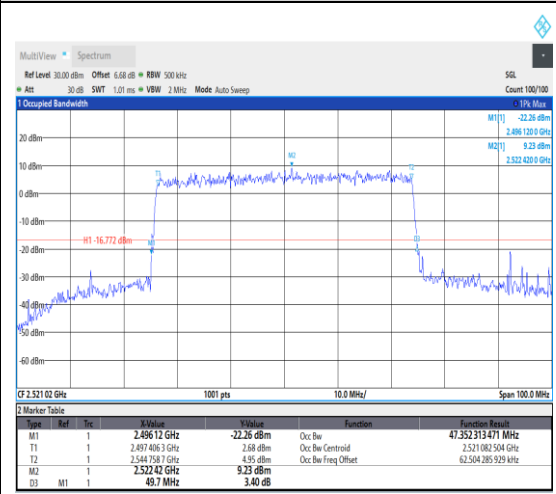 MultiView Spectrum
Ref Level 30.00 dBm Offset 6.68 dB RBW 500 kHz SGL
Att 30 dB SWT 1.01 ms VBW 2 MHz Mode Auto Sweep Count 100/100
1 Occupied Bandwidth 1Pk Max
M1[1] -22.26 dBm
2.496 120 0 GHz
M2[1] 9.23 dBm
2.522 420 0 GHz
20 dBm
M2
10 dBm
T1
T2
0 dBm
-10 dBm
H1 -16.772 dBm
M1
D3
-20 dBm
-30 dBm
-40 dBm
-50 dBm
-60 dBm
CF 2.521 02 GHz 1001 pts 10.0 MHz/ Span 100.0 MHz
2 Marker Table
Type Ref Trc X-Value Y-Value Function Function Result
M1 1 2.496 12 GHz -22.26 dBm Occ Bw 47.352 313 471 MHz
T1 1 2.497 406 3 GHz 2.68 dBm Occ Bw Centroid 2.521 082 504 GHz
T2 1 2.544 758 7 GHz 4.95 dBm Occ Bw Freq Offset 62.504 285 929 kHz
M2 1 2.522 42 GHz 9.23 dBm
D3 M1 1 49.7 MHz 3.40 dB